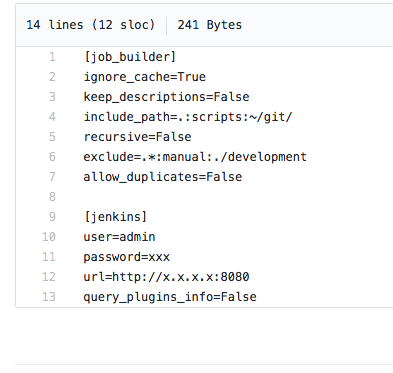 14 lines (12 sloc) 241 Bytes
1 [job_builder]
2 ignore_cache=True
3 keep_descriptions=False
4 include_path=.:scripts:~/git/
5 recursive=False
6 exclude=.*:manual:./development
7 allow_duplicates=False
8
9 [jenkins]
10 user=admin
11 password=xxx
12 url=http://x.x.x.x:8080
13 query_plugins_info=False